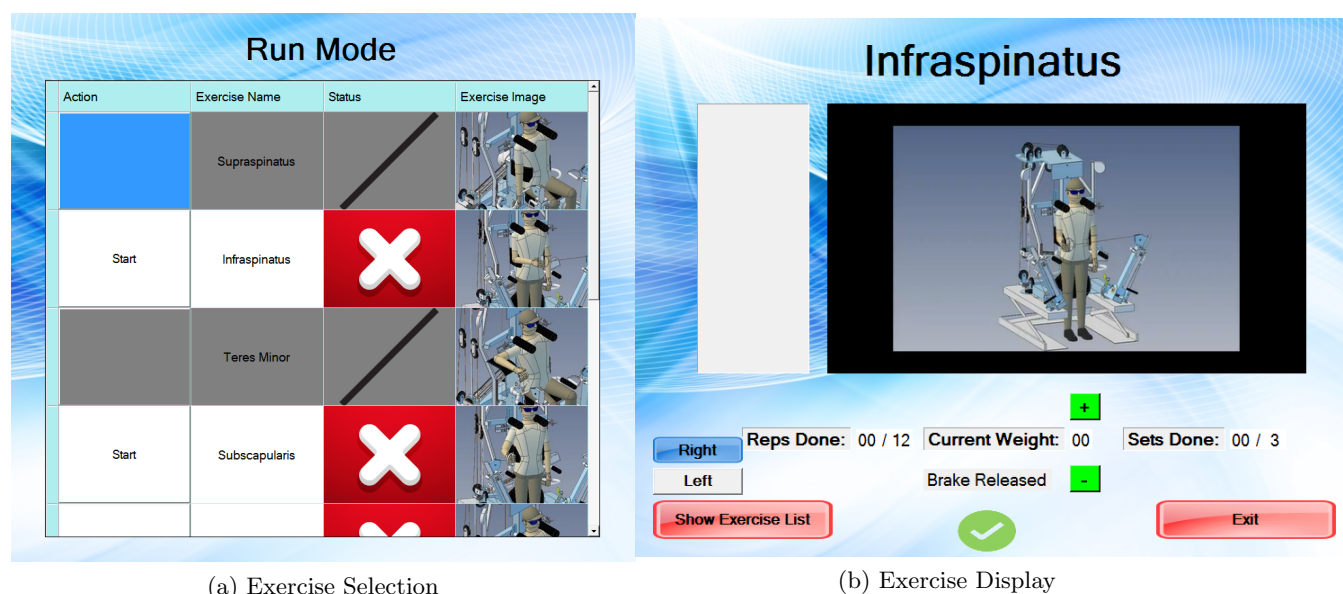 Run Mode
Action Exercise Name Status Exercise Image
Supraspinatus
Start Infraspinatus
Teres Minor
Start Subscapularis
(a) Exercise Selection
Infraspinatus
+
Right Reps Done: 00 / 12 Current Weight: 00 Sets Done: 00 / 3
Left Brake Released -
Show Exercise List Exit
(b) Exercise Display